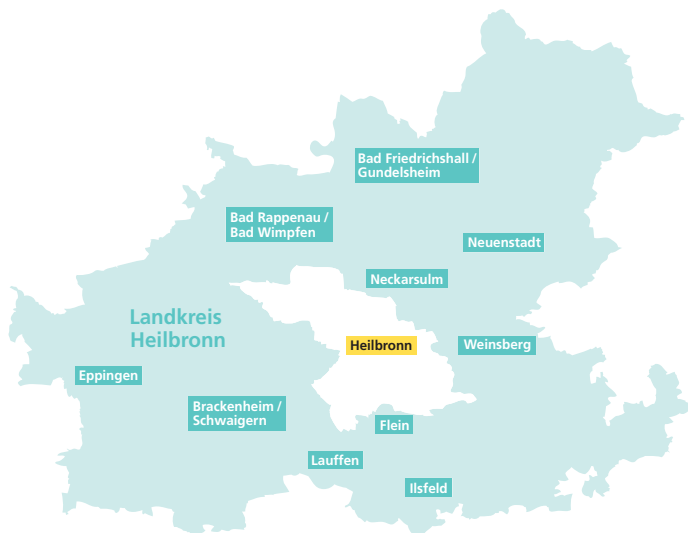 Bad Friedrichshall /
Gundelsheim
Bad Rappenau /
Bad Wimpfen
Neuenstadt
Neckarsulm
Landkreis
Heilbronn
Heilbronn
Weinsberg
Eppingen
Brackenheim /
Schwaigern
Flein
Lauffen
Ilsfeld